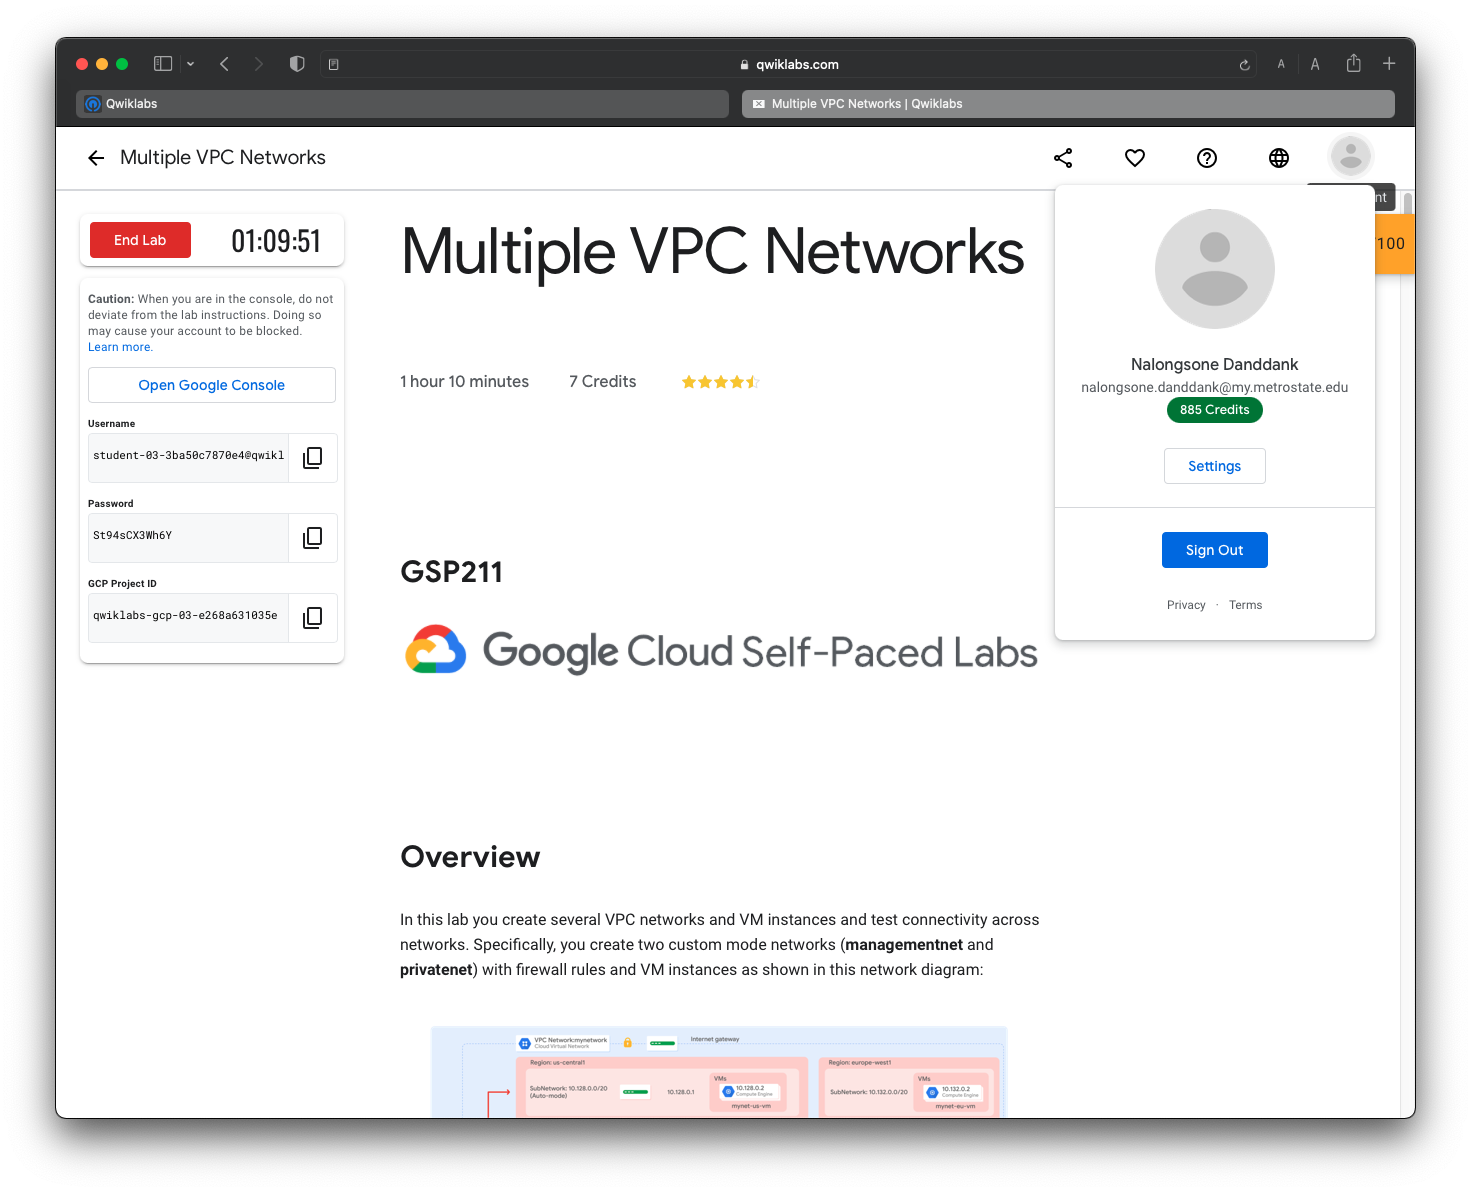 qwiklabs.com
A
A
Qwiklabs
Multiple VPC Networks | Qwiklabs
Multiple VPC Networks
nt
/100
End Lab
01:09:51
Caution: When you are in the console, do not
deviate from the lab instructions. Doing so
may cause your account to be blocked.
Learn more.
Open Google Console
Username
student-03-3ba50c7870e4@qwikl
Password
St94sCX3Wh6Y
GCP Project ID
qwiklabs-gcp-03-e268a631035e
Multiple VPC Networks
1 hour 10 minutes
7 Credits
GSP211
Google Cloud Self-Paced Labs
Overview
In this lab you create several VPC networks and VM instances and test connectivity across
networks. Specifically, you create two custom mode networks (managementnet and
privatenet) with firewall rules and VM instances as shown in this network diagram:
VPC Network:mynetwork
Cloud Virtual Network
Internet gateway
Region: us-central1
SubNetwork: 10.128.0.0/20
(Auto-mode)
10.128.0.1
VMs
10.128.0.2
Compute Engine
mynet-us-vm
Region: europe-west1
SubNetwork: 10.132.0.0/20
VMs
10.132.0.2
Compute Engine
mynet-eu-vm
Nalongsone Danddank
nalongsone.danddank@my.metrostate.edu
885 Credits
Settings
Sign Out
Privacy · Terms